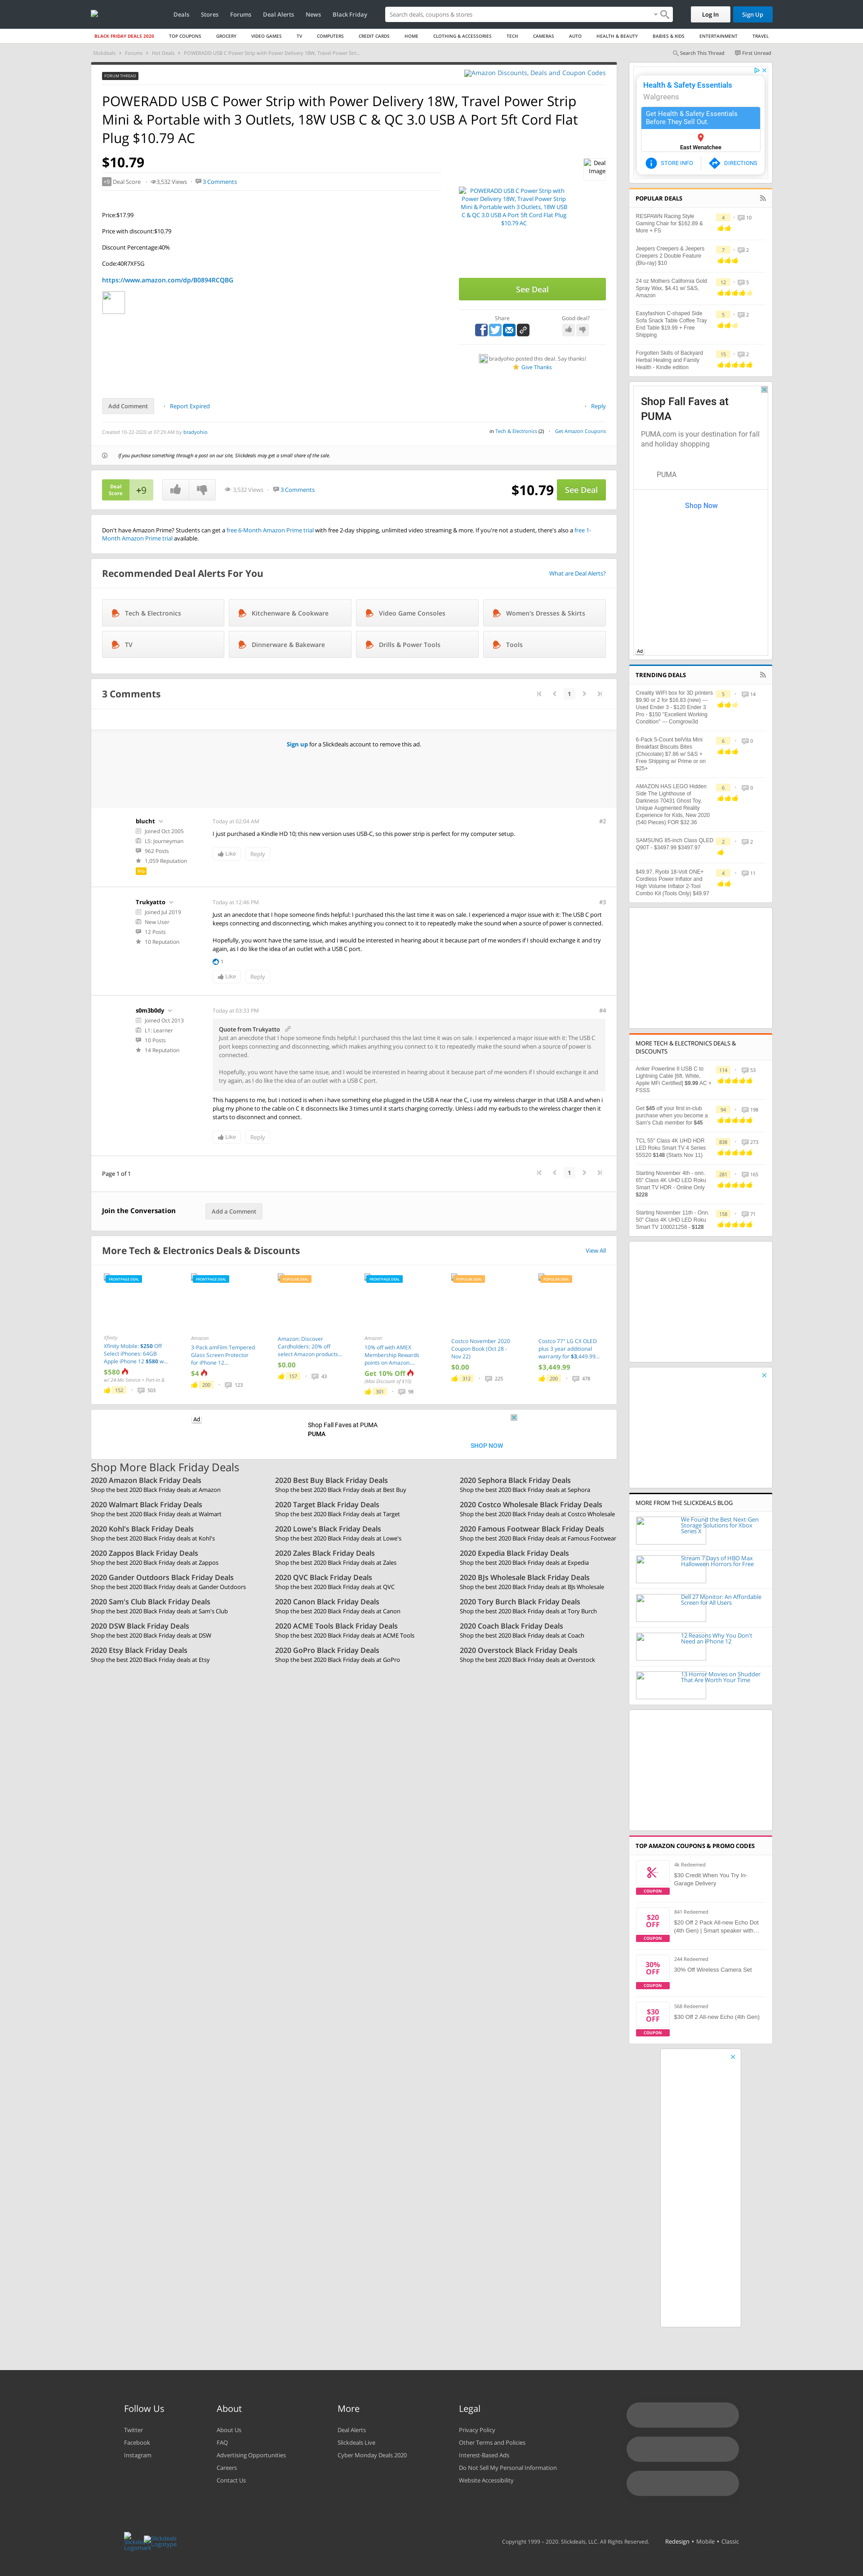 Deals
Stores
Forums
Deal Alerts
News
Black Friday
Search deals, coupons & stores
Log In
Sign Up
BLACK FRIDAY DEALS 2020
TOP COUPONS
GROCERY
VIDEO GAMES
TV
COMPUTERS
CREDIT CARDS
HOME
CLOTHING & ACCESSORIES
TECH
CAMERAS
AUTO
HEALTH & BEAUTY
BABIES & KIDS
ENTERTAINMENT
TRAVEL
Slickdeals
Forums
Hot Deals
POWERADD USB C Power Strip with Power Delivery 18W, Travel Power Stri...
Search This Thread
First Unread
FORUM THREAD
Amazon Discounts, Deals and Coupon Codes
POWERADD USB C Power Strip with Power Delivery 18W, Travel Power Strip
Mini & Portable with 3 Outlets, 18W USB C & QC 3.0 USB A Port 5ft Cord Flat
Plug $10.79 AC
$10.79
+9 Deal Score
3,532 Views
3 Comments
Deal
Image
POWERADD USB C Power Strip with
Power Delivery 18W, Travel Power Strip
Mini & Portable with 3 Outlets, 18W USB
C & QC 3.0 USB A Port 5ft Cord Flat Plug
$10.79 AC
Price:$17.99
Price with discount:$10.79
Discount Percentage:40%
Code:40R7XFSG
https://www.amazon.com/dp/B0894RCQBG
See Deal
Share
Good deal?
bradyohio posted this deal. Say thanks!
Give Thanks
Add Comment
Report Expired
Reply
Created 10-22-2020 at 07:29 AM by bradyohio
in Tech & Electronics (2)
Get Amazon Coupons
If you purchase something through a post on our site, Slickdeals may get a small share of the sale.
Deal
Score
+9
3,532 Views
3 Comments
$10.79
See Deal
Don't have Amazon Prime? Students can get a free 6-Month Amazon Prime trial with free 2-day shipping, unlimited video streaming & more. If you're not a student, there's also a free 1-
Month Amazon Prime trial available.
Recommended Deal Alerts For You
What are Deal Alerts?
Tech & Electronics
Kitchenware & Cookware
Video Game Consoles
Women's Dresses & Skirts
TV
Dinnerware & Bakeware
Drills & Power Tools
Tools
3 Comments
1
Sign up for a Slickdeals account to remove this ad.
blucht
Joined Oct 2005
L5: Journeyman
962 Posts
1,059 Reputation
Pro
Today at 02:04 AM
#2
I just purchased a Kindle HD 10; this new version uses USB-C, so this power strip is perfect for my computer setup.
Like
Reply
Trukyatto
Joined Jul 2019
New User
12 Posts
10 Reputation
Today at 12:46 PM
#3
Just an anecdote that I hope someone finds helpful: I purchased this the last time it was on sale. I experienced a major issue with it: The USB C port
keeps connecting and disconnecting, which makes anything you connect to it to repeatedly make the sound when a source of power is connected.
Hopefully, you wont have the same issue, and I would be interested in hearing about it because part of me wonders if I should exchange it and try
again, as I do like the idea of an outlet with a USB C port.
1
Like
Reply
s0m3b0dy
Joined Oct 2013
L1: Learner
10 Posts
14 Reputation
Today at 03:33 PM
#4
Quote from Trukyatto
Just an anecdote that I hope someone finds helpful: I purchased this the last time it was on sale. I experienced a major issue with it: The USB C
port keeps connecting and disconnecting, which makes anything you connect to it to repeatedly make the sound when a source of power is
connected.
Hopefully, you wont have the same issue, and I would be interested in hearing about it because part of me wonders if I should exchange it and
try again, as I do like the idea of an outlet with a USB C port.
This happens to me, but i noticed is when i have something else plugged into the USB A near the C, i use my wireless charger in that USB A when i
plug my phone to the cable on C it disconnects like 3 times until it starts charging correctly. Unless i add my earbuds to the wireless charger then it
starts to disconnect and connect.
Like
Reply
Page 1 of 1
1
Join the Conversation
Add a Comment
More Tech & Electronics Deals & Discounts
View All
FRONTPAGE DEAL
Xfinity
Xfinity Mobile: $250 Off
Select iPhones: 64GB
Apple iPhone 12 $580 w...
$580
w/ 24-Mo Service + Port-In &
152
503
FRONTPAGE DEAL
Amazon
3-Pack amFilm Tempered
Glass Screen Protector
for iPhone 12...
$4
200
123
POPULAR DEAL
Amazon: Discover
Cardholders: 20% off
select Amazon products...
$0.00
157
43
FRONTPAGE DEAL
Amazon
10% off with AMEX
Membership Rewards
points on Amazon....
Get 10% Off
(Max Discount of $10)
301
98
POPULAR DEAL
Costco November 2020
Coupon Book (Oct 28 -
Nov 22)
$0.00
312
225
POPULAR DEAL
Costco 77" LG CX OLED
plus 3 year additional
warranty for $3,449.99...
$3,449.99
200
478
Ad
Shop Fall Faves at PUMA
PUMA
SHOP NOW
Shop More Black Friday Deals
2020 Amazon Black Friday Deals
Shop the best 2020 Black Friday deals at Amazon
2020 Best Buy Black Friday Deals
Shop the best 2020 Black Friday deals at Best Buy
2020 Sephora Black Friday Deals
Shop the best 2020 Black Friday deals at Sephora
2020 Walmart Black Friday Deals
Shop the best 2020 Black Friday deals at Walmart
2020 Target Black Friday Deals
Shop the best 2020 Black Friday deals at Target
2020 Costco Wholesale Black Friday Deals
Shop the best 2020 Black Friday deals at Costco Wholesale
2020 Kohl's Black Friday Deals
Shop the best 2020 Black Friday deals at Kohl's
2020 Lowe's Black Friday Deals
Shop the best 2020 Black Friday deals at Lowe's
2020 Famous Footwear Black Friday Deals
Shop the best 2020 Black Friday deals at Famous Footwear
2020 Zappos Black Friday Deals
Shop the best 2020 Black Friday deals at Zappos
2020 Zales Black Friday Deals
Shop the best 2020 Black Friday deals at Zales
2020 Expedia Black Friday Deals
Shop the best 2020 Black Friday deals at Expedia
2020 Gander Outdoors Black Friday Deals
Shop the best 2020 Black Friday deals at Gander Outdoors
2020 QVC Black Friday Deals
Shop the best 2020 Black Friday deals at QVC
2020 BJs Wholesale Black Friday Deals
Shop the best 2020 Black Friday deals at BJs Wholesale
2020 Sam's Club Black Friday Deals
Shop the best 2020 Black Friday deals at Sam's Club
2020 Canon Black Friday Deals
Shop the best 2020 Black Friday deals at Canon
2020 Tory Burch Black Friday Deals
Shop the best 2020 Black Friday deals at Tory Burch
2020 DSW Black Friday Deals
Shop the best 2020 Black Friday deals at DSW
2020 ACME Tools Black Friday Deals
Shop the best 2020 Black Friday deals at ACME Tools
2020 Coach Black Friday Deals
Shop the best 2020 Black Friday deals at Coach
2020 Etsy Black Friday Deals
Shop the best 2020 Black Friday deals at Etsy
2020 GoPro Black Friday Deals
Shop the best 2020 Black Friday deals at GoPro
2020 Overstock Black Friday Deals
Shop the best 2020 Black Friday deals at Overstock
Health & Safety Essentials
Walgreens
Get Health & Safety Essentials
Before They Sell Out.
East Wenatchee
STORE INFO
DIRECTIONS
POPULAR DEALS
RESPAWN Racing Style
Gaming Chair for $162.89 &
More + FS
4
10
Jeepers Creepers & Jeepers
Creepers 2 Double Feature
(Blu-ray) $10
7
2
24 oz Mothers California Gold
Spray Wax, $4.41 w/ S&S,
Amazon
12
5
Easyfashion C-shaped Side
Sofa Snack Table Coffee Tray
End Table $19.99 + Free
Shipping
5
2
Forgotten Skills of Backyard
Herbal Healing and Family
Health - Kindle edition
15
2
Shop Fall Faves at
PUMA
PUMA.com is your destination for fall
and holiday shopping
PUMA
Shop Now
Ad
TRENDING DEALS
Creality WIFI box for 3D printers
$9.90 or 2 for $16.83 (new) —
Used Ender 3 - $120 Ender 3
Pro - $150 "Excellent Working
Condition" — Comgrow3d
5
14
6-Pack 5-Count belVita Mini
Breakfast Biscuits Bites
(Chocolate) $7.86 w/ S&S +
Free Shipping w/ Prime or on
$25+
6
0
AMAZON HAS LEGO Hidden
Side The Lighthouse of
Darkness 70431 Ghost Toy,
Unique Augmented Reality
Experience for Kids, New 2020
(540 Pieces) FOR $32.36
6
0
SAMSUNG 85-inch Class QLED
Q90T - $3497.99 $3497.97
2
2
$49.97, Ryobi 18-Volt ONE+
Cordless Power Inflator and
High Volume Inflator 2-Tool
Combo Kit (Tools Only) $49.97
4
11
MORE TECH & ELECTRONICS DEALS &
DISCOUNTS
Anker Powerline II USB C to
Lightning Cable [6ft. White,
Apple MFi Certified] $9.99 AC +
FSSS
114
53
Get $45 off your first in-club
purchase when you become a
Sam's Club member for $45
94
198
TCL 55" Class 4K UHD HDR
LED Roku Smart TV 4 Series
55S20 $148 (Starts Nov 11)
838
273
Starting November 4th - onn.
65" Class 4K UHD LED Roku
Smart TV HDR - Online Only
$228
281
165
Starting November 11th - Onn.
50" Class 4K UHD LED Roku
Smart TV 100021256 - $128
158
71
MORE FROM THE SLICKDEALS BLOG
We Found the Best Next-Gen
Storage Solutions for Xbox
Series X
Stream 7 Days of HBO Max
Halloween Horrors for Free
Dell 27 Monitor: An Affordable
Screen for All Users
12 Reasons Why You Don't
Need an iPhone 12
13 Horror Movies on Shudder
That Are Worth Your Time
TOP AMAZON COUPONS & PROMO CODES
COUPON
4k Redeemed
$30 Credit When You Try In-
Garage Delivery
$20
OFF
COUPON
841 Redeemed
$20 Off 2 Pack All-new Echo Dot
(4th Gen) | Smart speaker with...
30%
OFF
COUPON
244 Redeemed
30% Off Wireless Camera Set
$30
OFF
COUPON
568 Redeemed
$30 Off 2 All-new Echo (4th Gen)
Follow Us
Twitter
Facebook
Instagram
About
About Us
FAQ
Advertising Opportunities
Careers
Contact Us
More
Deal Alerts
Slickdeals Live
Cyber Monday Deals 2020
Legal
Privacy Policy
Other Terms and Policies
Interest-Based Ads
Do Not Sell My Personal Information
Website Accessibility
Slickdeals
Logotype
Copyright 1999 – 2020. Slickdeals, LLC. All Rights Reserved.
Redesign • Mobile • Classic